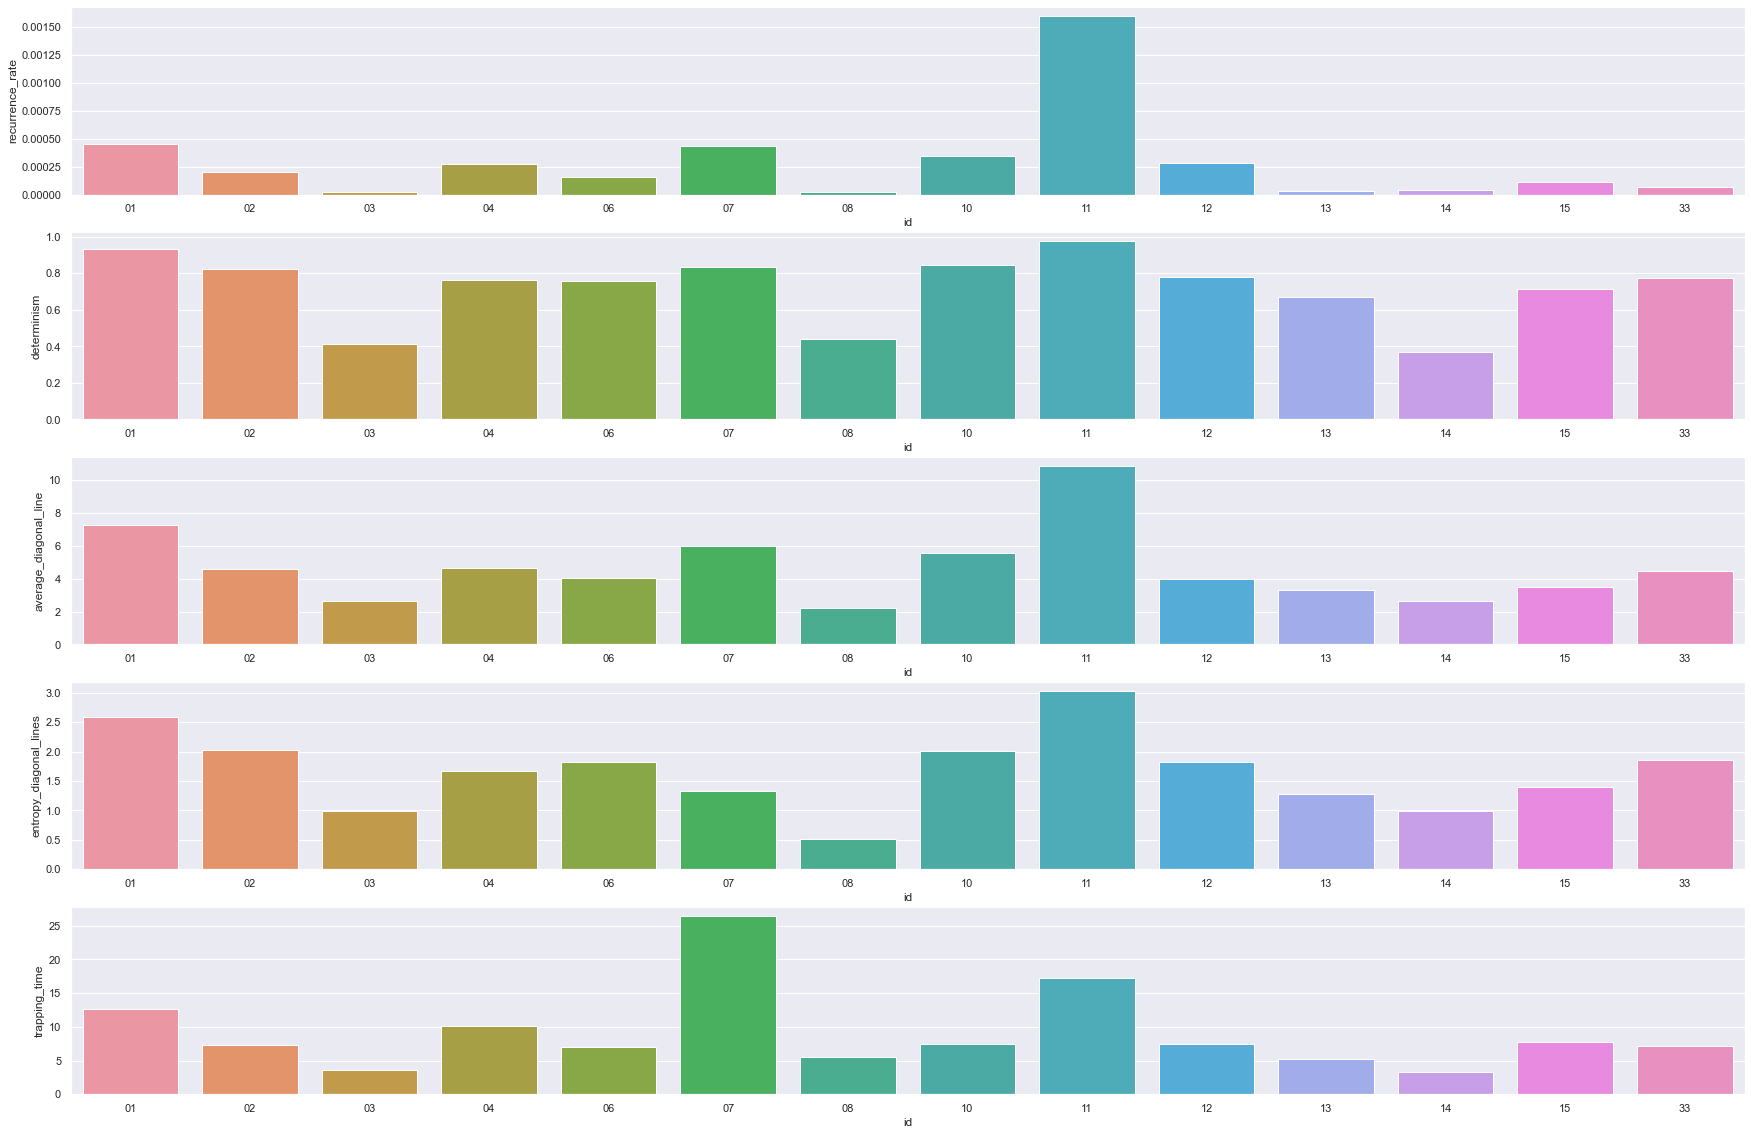 recurrence_rate
0.00150
0.00125
0.00100
0.00075
0.00050
0.00025
0.00000
01 02 03 04 06 07 08 10 11 12 13 14 15 33
id
determinism
1.0
0.8
0.6
0.4
0.2
0.0
01 02 03 04 06 07 08 10 11 12 13 14 15 33
id
average_diagonal_line
10
8
6
4
2
0
01 02 03 04 06 07 08 10 11 12 13 14 15 33
id
entropy_diagonal_lines
3.0
2.5
2.0
1.5
1.0
0.5
0.0
01 02 03 04 06 07 08 10 11 12 13 14 15 33
id
trapping_time
25
20
15
10
5
0
01 02 03 04 06 07 08 10 11 12 13 14 15 33
id